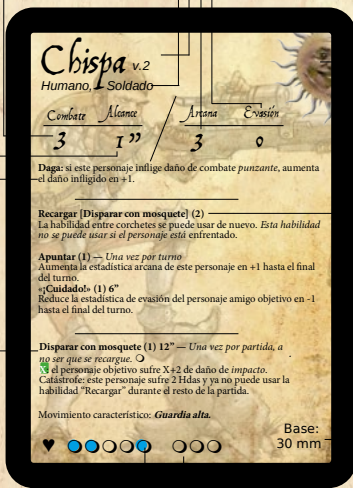 Chispa v.2
Humano, Soldado
Combate Alcance Arcana Evasión
3 1” 3 0
Daga: si este personaje inflige daño de combate punzante, aumenta
el daño infligido en +1.
Recargar [Disparar con mosquete] (2)
La habilidad entre corchetes se puede usar de nuevo. Esta habilidad
no se puede usar si el personaje está enfrentado.
Apuntar (1) — Una vez por turno
Aumenta la estadística arcana de este personaje en +1 hasta el final
del turno.
«¡Cuidado!» (1) 6”
Reduce la estadística de evasión del personaje amigo objetivo en -1
hasta el final del turno.
Disparar con mosquete (1) 12” — Una vez por partida, a
no ser que se recargue.
el personaje objetivo sufre X+2 de daño de impacto.
Catástrofe: este personaje sufre 2 Hdas y ya no puede usar la
habilidad “Recargar” durante el resto de la partida.
Movimiento característico: Guardia alta.
Base:
30 mm